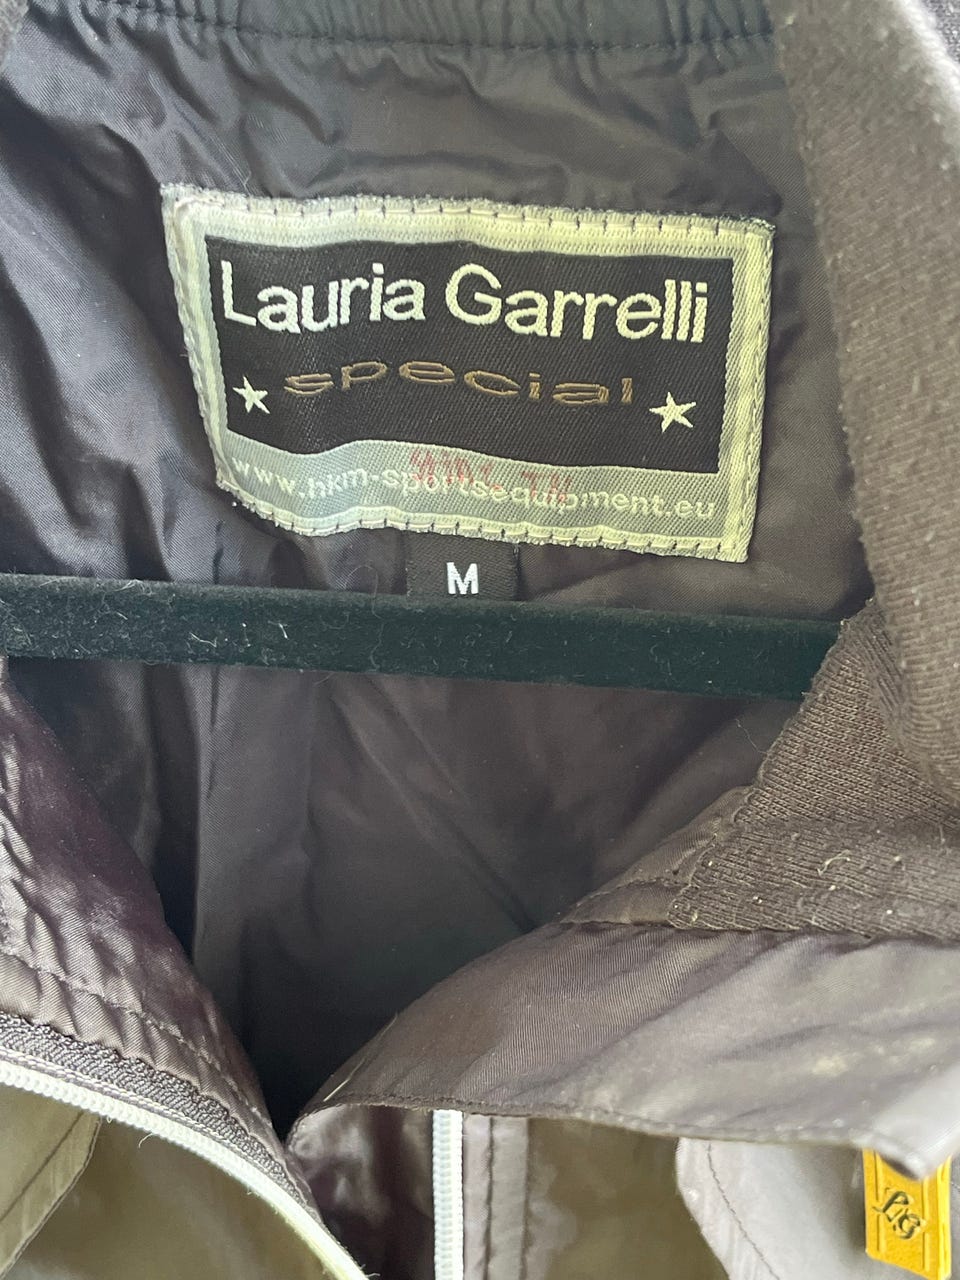 Lauria Garrelli
special
www.hkm-sportsequipment.eu
M